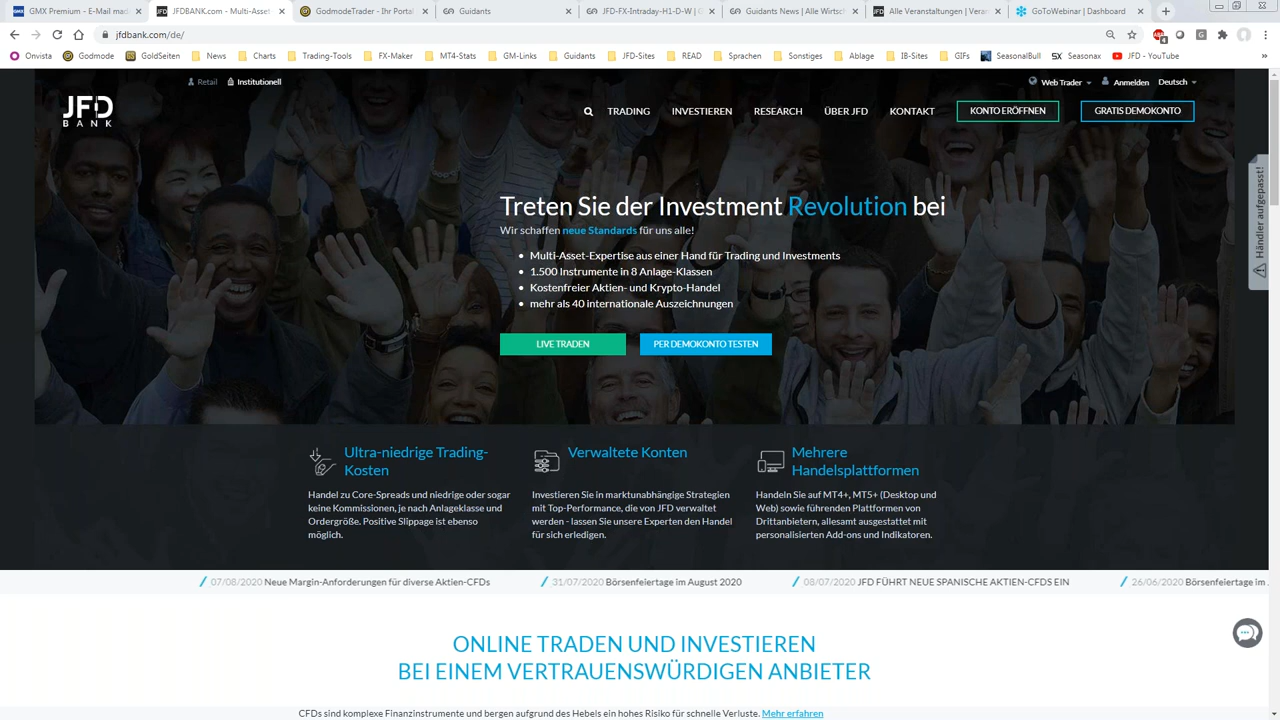 GMX Premium - E-Mail mad
JFDBANK.com - Multi-Asset
GodmodeTrader - Ihr Portal
Guidants
JFD-FX-Intraday-H1-D-W | G
Guidants News | Alle Wirtsch
Alle Veranstaltungen | Veran
GoToWebinar | Dashboard
jfdbank.com/de/
Onvista
Godmode
GoldSeiten
News
Charts
Trading-Tools
FX-Maker
MT4-Stats
GM-Links
Guidants
JFD-Sites
READ
Sprachen
Sonstiges
Ablage
IB-Sites
GIFs
SeasonalBull
Seasonax
JFD - YouTube
Retail
Institutionell
Web Trader
Anmelden
Deutsch
JFD
BANK
TRADING
INVESTIEREN
RESEARCH
ÜBER JFD
KONTAKT
KONTO ERÖFFNEN
GRATIS DEMOKONTO
Händler aufgepasst!
Treten Sie der Investment Revolution bei
Wir schaffen neue Standards für uns alle!
• Multi-Asset-Expertise aus einer Hand für Trading und Investments
• 1.500 Instrumente in 8 Anlage-Klassen
• Kostenfreier Aktien- und Krypto-Handel
• mehr als 40 internationale Auszeichnungen
LIVE TRADEN
PER DEMOKONTO TESTEN
Ultra-niedrige Trading-
Kosten
Handel zu Core-Spreads und niedrige oder sogar
keine Kommissionen, je nach Anlageklasse und
Ordergröße. Positive Slippage ist ebenso
möglich.
Verwaltete Konten
Investieren Sie in marktunabhängige Strategien
mit Top-Performance, die von JFD verwaltet
werden - lassen Sie unsere Experten den Handel
für sich erledigen.
Mehrere
Handelsplattformen
Handeln Sie auf MT4+, MT5+ (Desktop und
Web) sowie führenden Plattformen von
Drittanbietern, allesamt ausgestattet mit
personalisierten Add-ons und Indikatoren.
07/08/2020 Neue Margin-Anforderungen für diverse Aktien-CFDs
31/07/2020 Börsenfeiertage im August 2020
08/07/2020 JFD FÜHRT NEUE SPANISCHE AKTIEN-CFDS EIN
26/06/2020 Börsenfeiertage im
ONLINE TRADEN UND INVESTIEREN
BEI EINEM VERTRAUENSWÜRDIGEN ANBIETER
CFDs sind komplexe Finanzinstrumente und bergen aufgrund des Hebels ein hohes Risiko für schnelle Verluste. Mehr erfahren